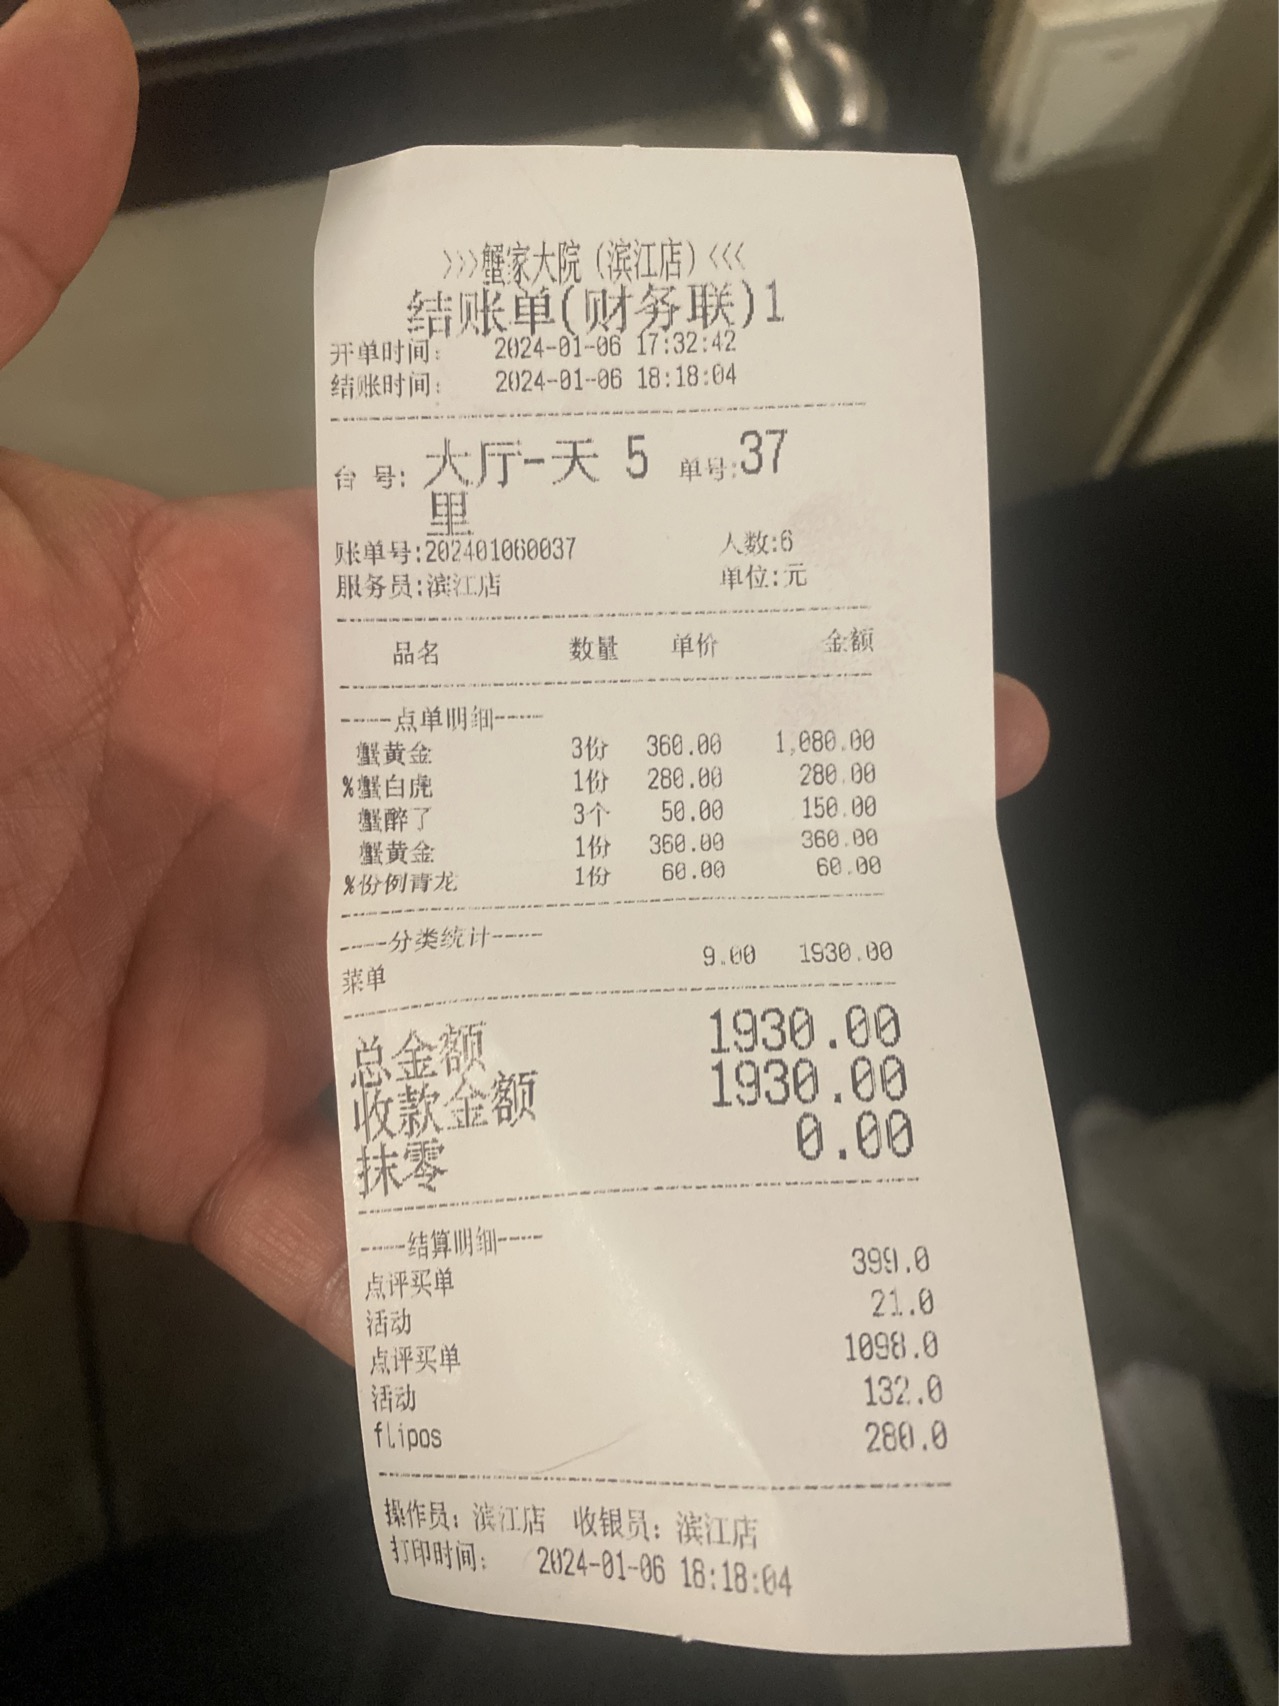 >>>蟹家大院(滨江店)<<<
结账单(财务联)1
开单时间: 2024-01-06 17:32:42
结账时间: 2024-01-06 18:18:04
台 号: 大厅-天 5 单号:37
里
账单号:202401060037 人数:6
服务员:滨江店 单位:元
品名 数量 单价 金额
-----点单明细-----
蟹黄金 3份 360.00 1,080.00
%蟹白虎 1份 280.00 280.00
蟹醉了 3个 50.00 150.00
蟹黄金 1份 360.00 360.00
%份例青龙 1份 60.00 60.00
-----分类统计-----
菜单 9.00 1930.00
总金额 1930.00
收款金额 1930.00
抹零 0.00
-----结算明细-----
点评买单 399.0
活动 21.0
点评买单 1098.0
活动 132.0
flipos 280.0
操作员: 滨江店 收银员: 滨江店
打印时间: 2024-01-06 18:18:04